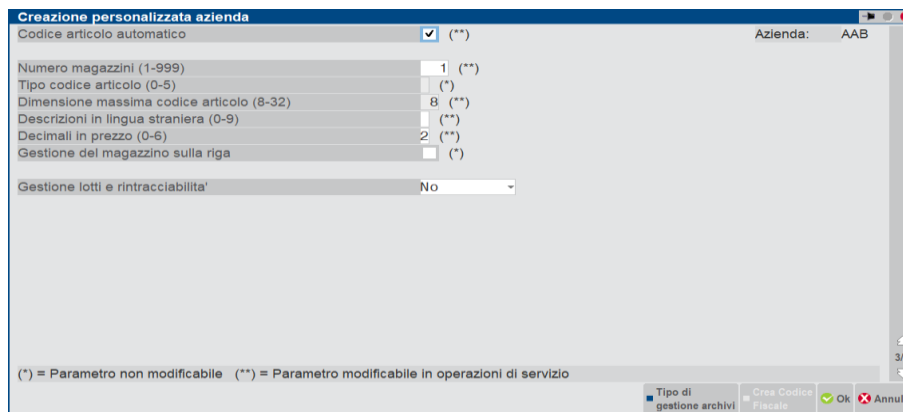 Creazione personalizzata azienda
Codice articolo automatico (**) Azienda: AAB
Numero magazzini (1-999) 1 (**)
Tipo codice articolo (0-5) (*)
Dimensione massima codice articolo (8-32) 8 (**)
Descrizioni in lingua straniera (0-9) (**)
Decimali in prezzo (0-6) 2 (**)
Gestione del magazzino sulla riga (*)
Gestione lotti e rintracciabilita' No
3/
(*) = Parametro non modificabile (**) = Parametro modificabile in operazioni di servizio
Tipo di gestione archivi
Crea Codice Fiscale
Ok
Annul